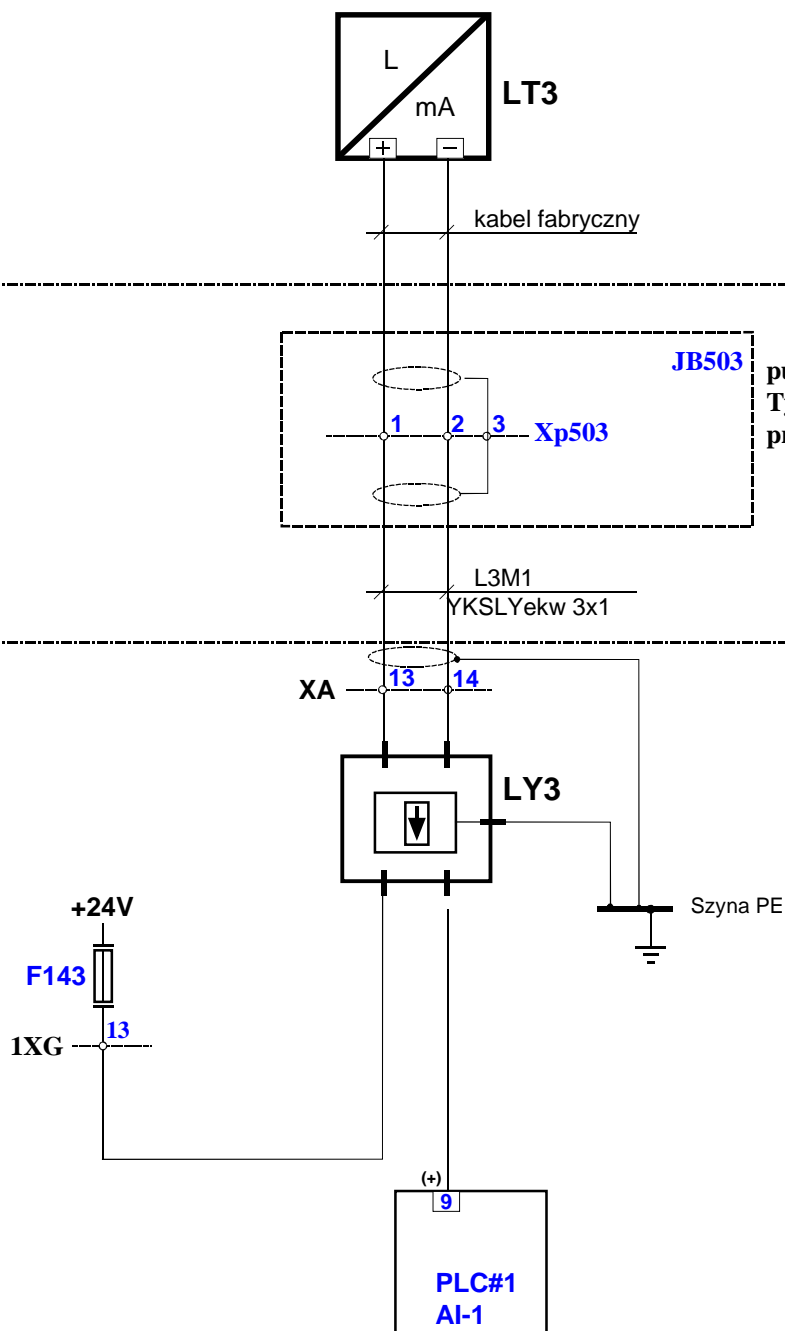 L
mA
LT3
+ −
kabel fabryczny
JB503
1 2 3 Xp503
L3M1
YKSLYekw 3x1
13 14
XA
LY3
+24V
Szyna PE
F143
13
1XG
(+)
9
PLC#1
AI-1